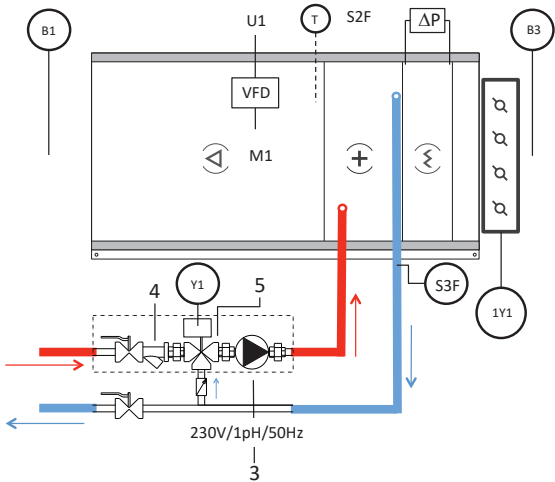 B1
U1
T
S2F
ΔP
B3
VFD
M1
S3F
1Y1
4
Y1
5
230V/1pH/50Hz
3